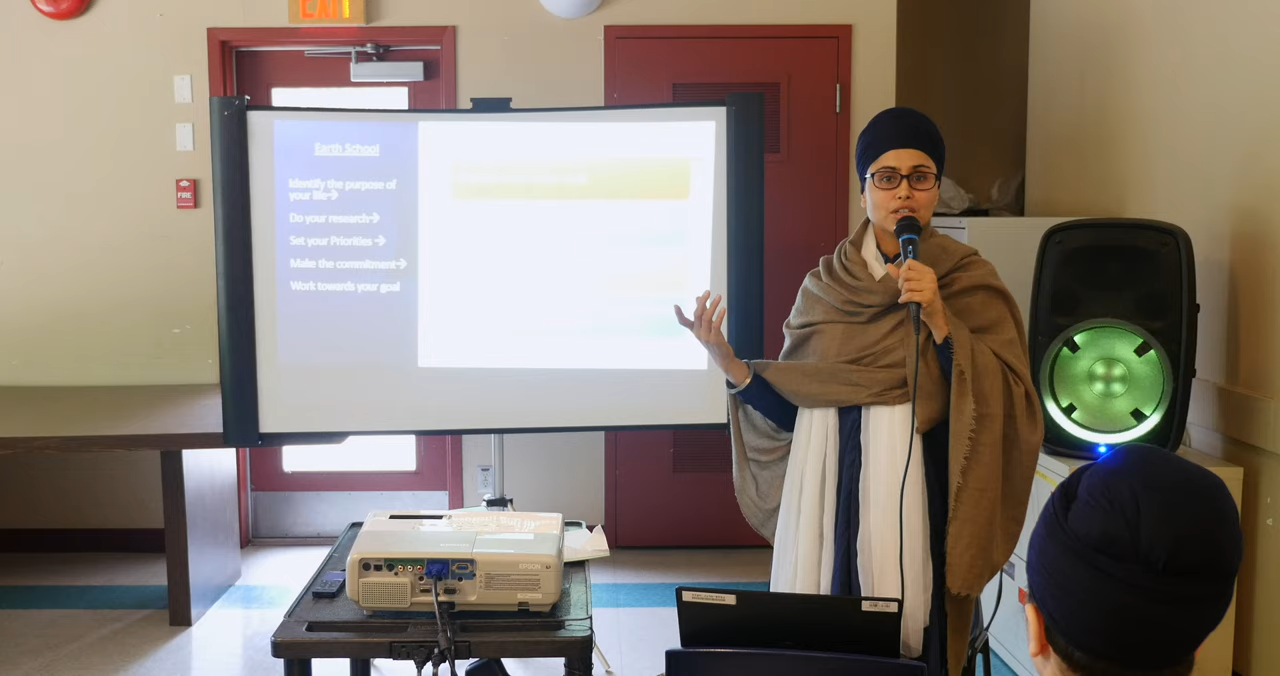 EXIT
Earth School
Identify the purpose of
your life→
Do your research→
Set your Priorities →
Make the commitment→
Work towards your goal
FIRE
EPSON